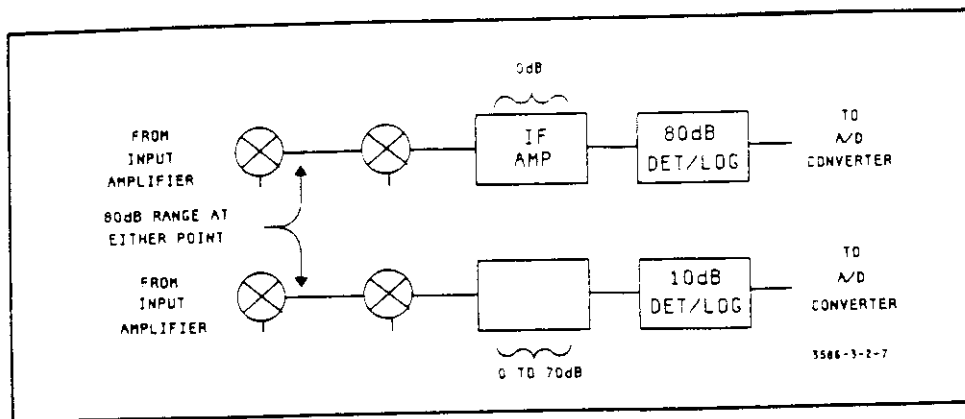 0dB
FROM
INPUT
AMPLIFIER
IF
AMP
80dB
DET/LOG
TO
A/D
CONVERTER
80dB RANGE AT
EITHER POINT
FROM
INPUT
AMPLIFIER
10dB
DET/LOG
TO
A/D
CONVERTER
0 TO 70dB
3586-3-2-7